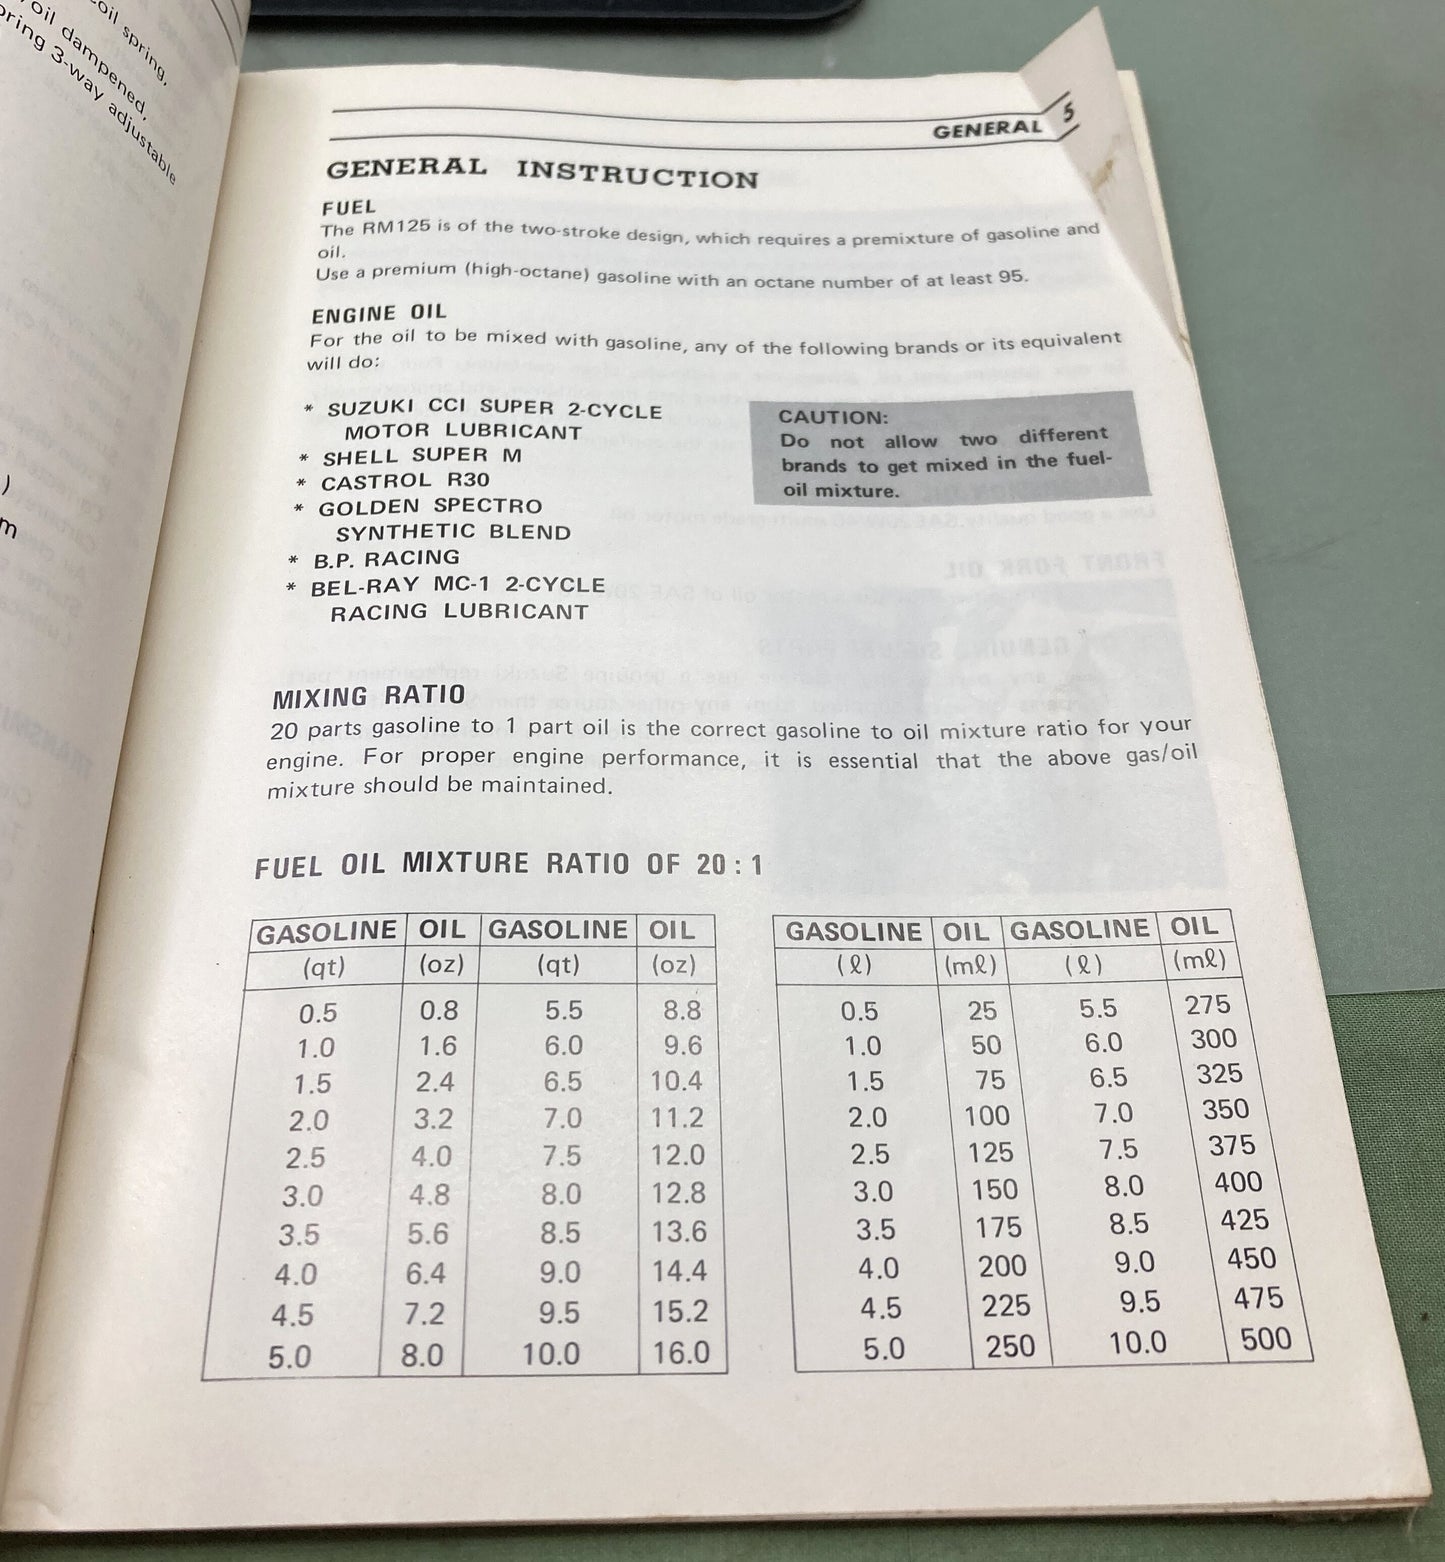 oil spring,
oil dampened,
3-way adjustable
)
m
GENERAL 5
GENERAL INSTRUCTION
FUEL
The RM125 is of the two-stroke design, which requires a premixture of gasoline and
oil.
Use a premium (high-octane) gasoline with an octane number of at least 95.
ENGINE OIL
For the oil to be mixed with gasoline, any of the following brands or its equivalent
will do:
* SUZUKI CCI SUPER 2-CYCLE
MOTOR LUBRICANT
* SHELL SUPER M
* CASTROL R30
* GOLDEN SPECTRO
SYNTHETIC BLEND
* B.P. RACING
* BEL-RAY MC-1 2-CYCLE
RACING LUBRICANT
CAUTION:
Do not allow two different
brands to get mixed in the fuel-
oil mixture.
MIXING RATIO
20 parts gasoline to 1 part oil is the correct gasoline to oil mixture ratio for your
engine. For proper engine performance, it is essential that the above gas/oil
mixture should be maintained.
FUEL OIL MIXTURE RATIO OF 20 : 1
GASOLINE OIL GASOLINE OIL
(qt) (oz) (qt) (oz)
0.5 0.8 5.5 8.8
1.0 1.6 6.0 9.6
1.5 2.4 6.5 10.4
2.0 3.2 7.0 11.2
2.5 4.0 7.5 12.0
3.0 4.8 8.0 12.8
3.5 5.6 8.5 13.6
4.0 6.4 9.0 14.4
4.5 7.2 9.5 15.2
5.0 8.0 10.0 16.0
GASOLINE OIL GASOLINE OIL
(ℓ) (mℓ) (ℓ) (mℓ)
0.5 25 5.5 275
1.0 50 6.0 300
1.5 75 6.5 325
2.0 100 7.0 350
2.5 125 7.5 375
3.0 150 8.0 400
3.5 175 8.5 425
4.0 200 9.0 450
4.5 225 9.5 475
5.0 250 10.0 500